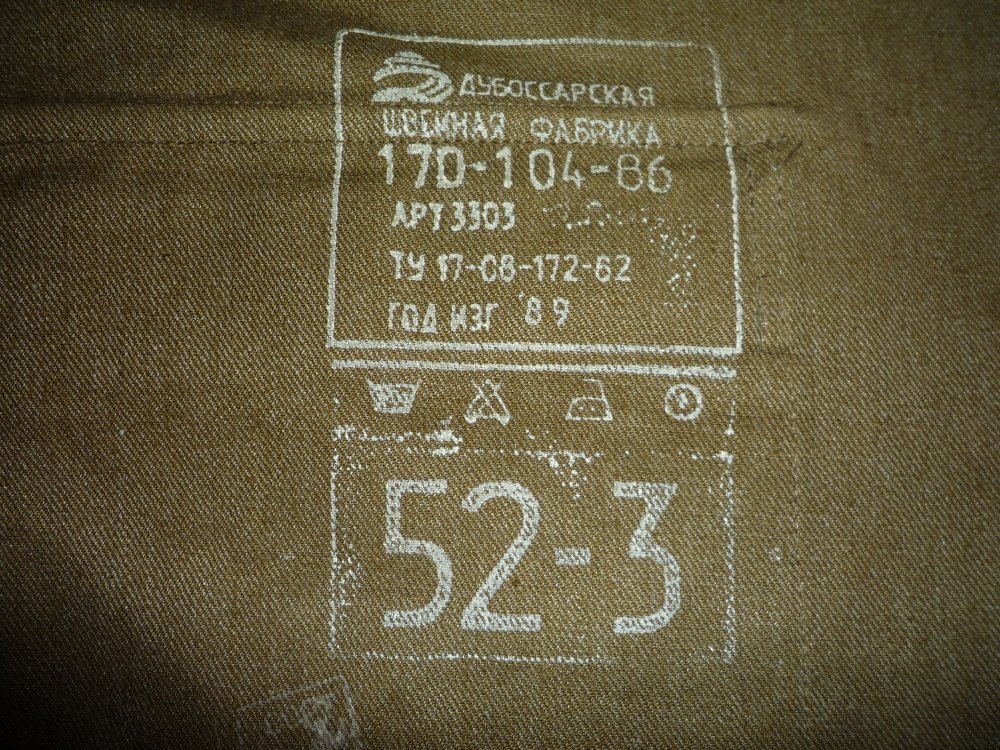 ДУБОССАРСКАЯ
ШВЕЙНАЯ ФАБРИКА
170-104-86
АРТ 3303
ТУ 17-08-172-62
ГОД ИЗГ 89
52-3